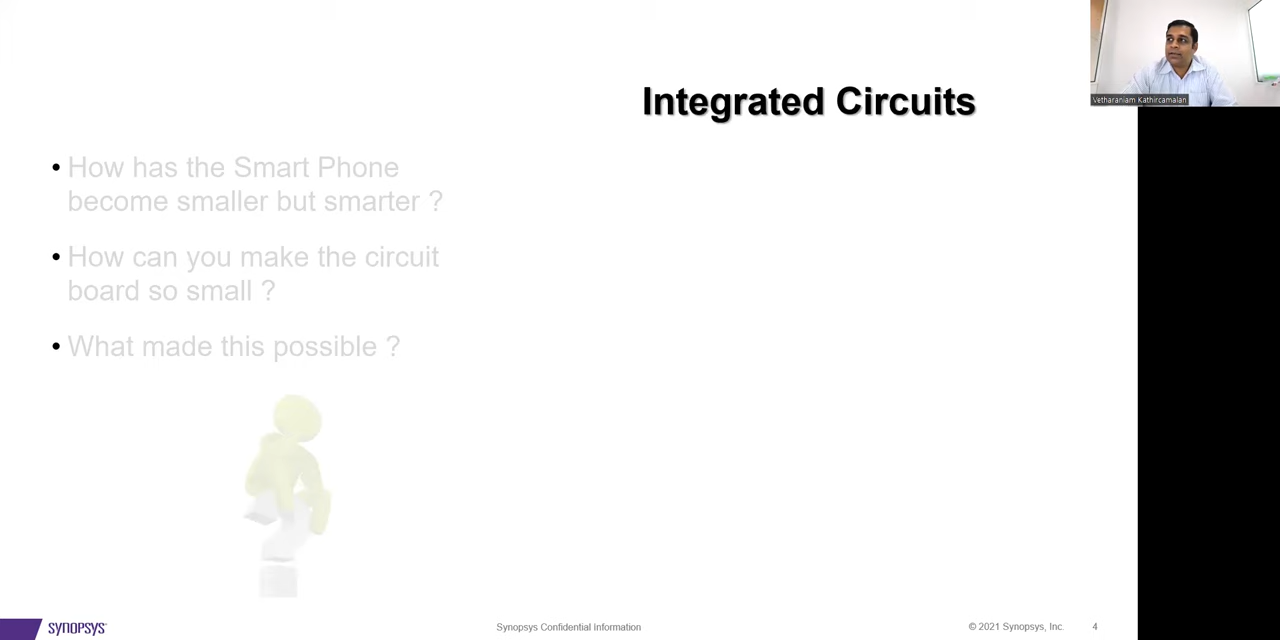 Vetharaniam Kathircamalan
Integrated Circuits
• How has the Smart Phone
become smaller but smarter ?
• How can you make the circuit
board so small ?
• What made this possible ?
SYNOPSYS
Synopsys Confidential Information
© 2021 Synopsys, Inc.
4